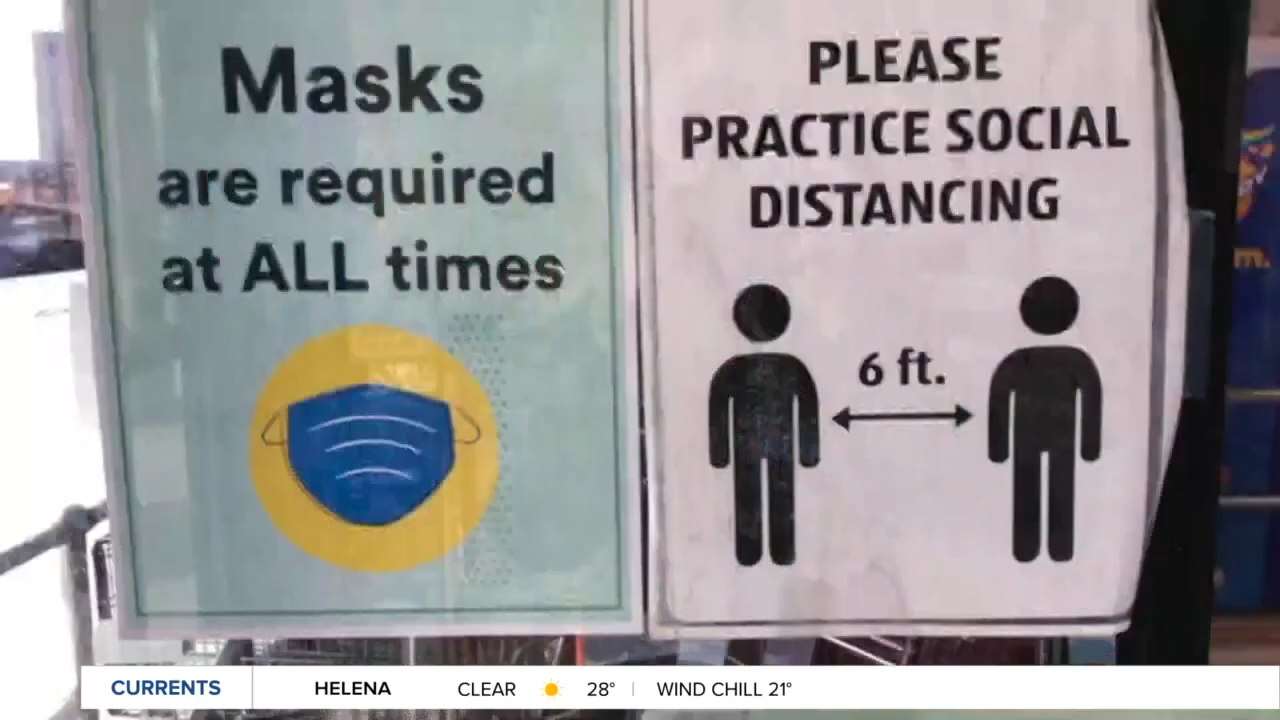 Masks
are required
at ALL times
PLEASE
PRACTICE SOCIAL
DISTANCING
6 ft.
m.
CURRENTS HELENA CLEAR 28° WIND CHILL 21°